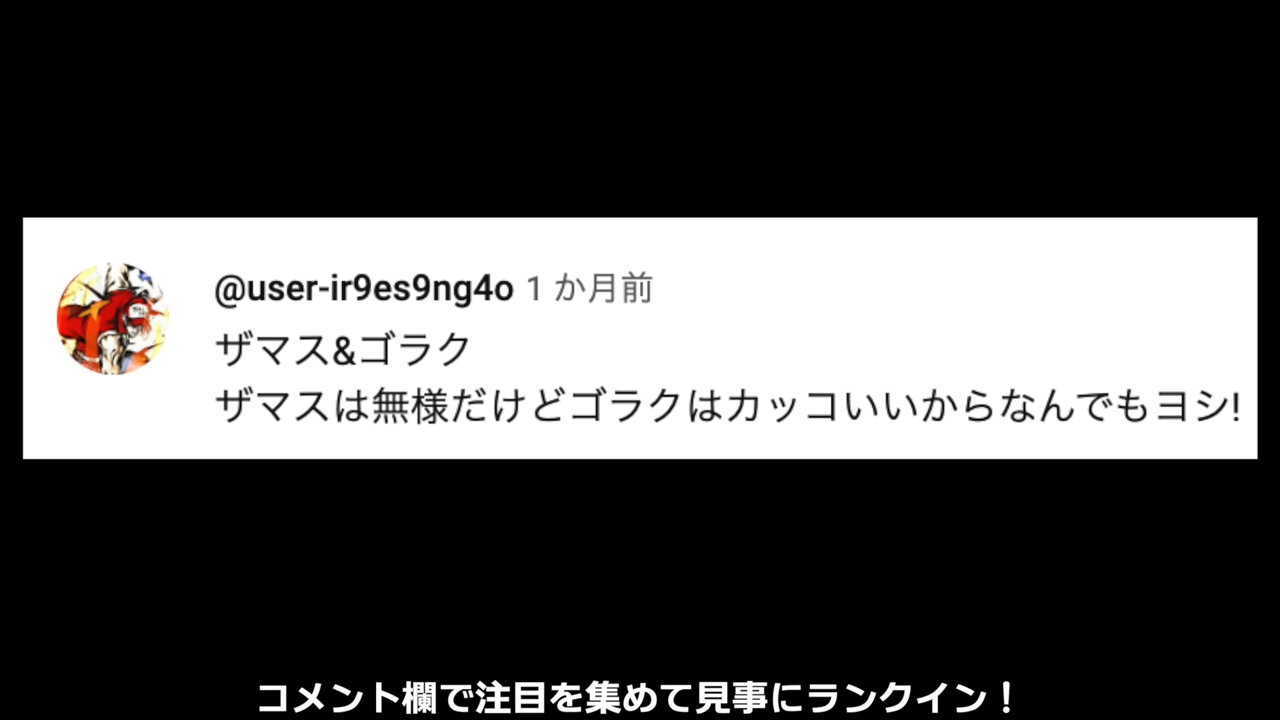 @user-ir9es9ng4o 1 か月前
ザマス&ゴラク
ザマスは無様だけどゴラクはカッコいいからなんでもヨシ!
コメント欄で注目を集めて見事にランクイン！